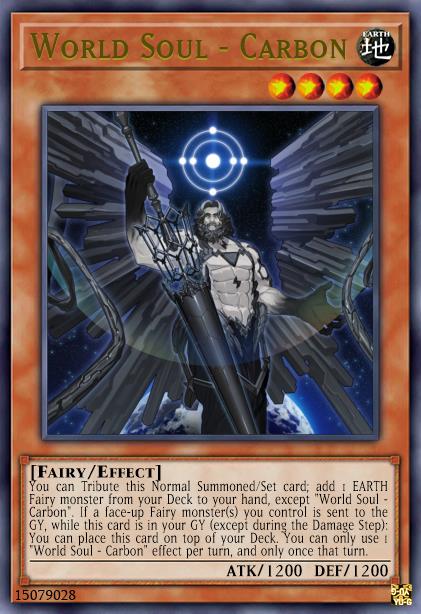 World Soul - Carbon
EARTH
地
[Fairy/Effect]
You can Tribute this Normal Summoned/Set card; add 1 EARTH
Fairy monster from your Deck to your hand, except "World Soul -
Carbon". If a face-up Fairy monster(s) you control is sent to the
GY, while this card is in your GY (except during the Damage Step):
You can place this card on top of your Deck. You can only use 1
"World Soul - Carbon" effect per turn, and only once that turn.
ATK/1200 DEF/1200
15079028